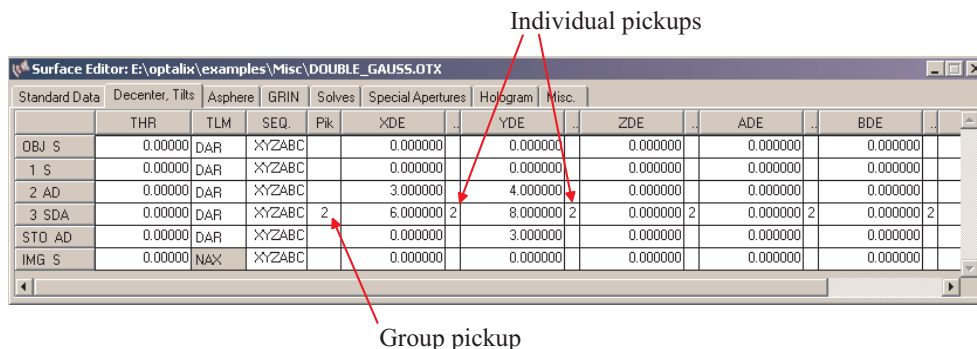 Individual pickups
Surface Editor: E:\optalix\examples\Misc\DOUBLE_GAUSS.OTX
Standard Data Decenter, Tilts Asphere GRIN Solves Special Apertures Hologram Misc.
THR TLM SEQ. Pik XDE .. YDE .. ZDE .. ADE .. BDE ..
OBJ S 0.00000 DAR XYZABC 0.000000 0.000000 0.000000 0.000000 0.000000
1 S 0.00000 DAR XYZABC 0.000000 0.000000 0.000000 0.000000 0.000000
2 AD 0.00000 DAR XYZABC 3.000000 4.000000 0.000000 0.000000 0.000000
3 SDA 0.00000 DAR XYZABC 2 6.000000 2 8.000000 2 0.000000 2 0.000000 2 0.000000 2
STO AD 0.00000 DAR XYZABC 0.000000 3.000000 0.000000 0.000000 0.000000
IMG S 0.00000 NAX XYZABC 0.000000 0.000000 0.000000 0.000000 0.000000
Group pickup